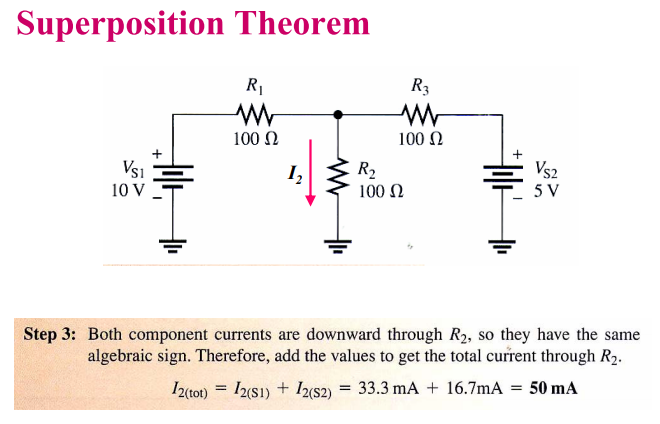 Superposition Theorem
R1
R3
100 Ω
100 Ω
+
VS1
10 V
–
I2
R2
100 Ω
+
VS2
5 V
–
Step 3: Both component currents are downward through R2, so they have the same
algebraic sign. Therefore, add the values to get the total current through R2.
I2(tot) = I2(S1) + I2(S2) = 33.3 mA + 16.7mA = 50 mA